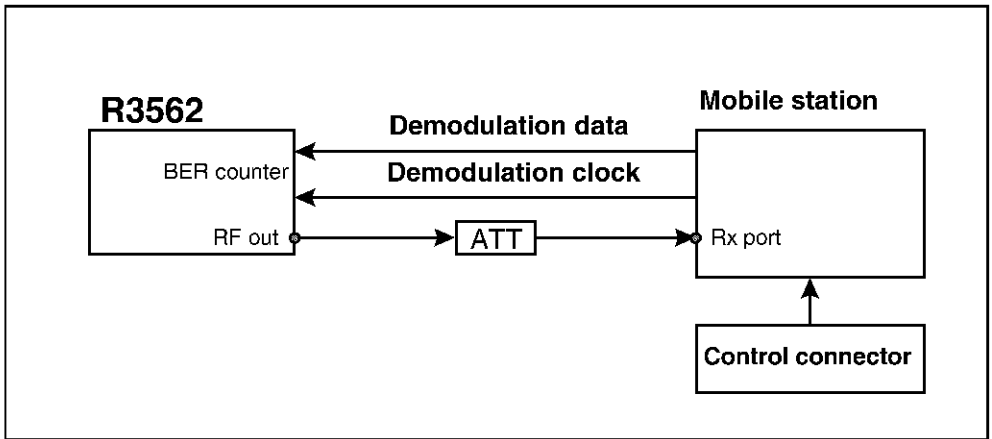 R3562
Mobile station
Demodulation data
BER counter
Demodulation clock
RF out
ATT
Rx port
Control connector